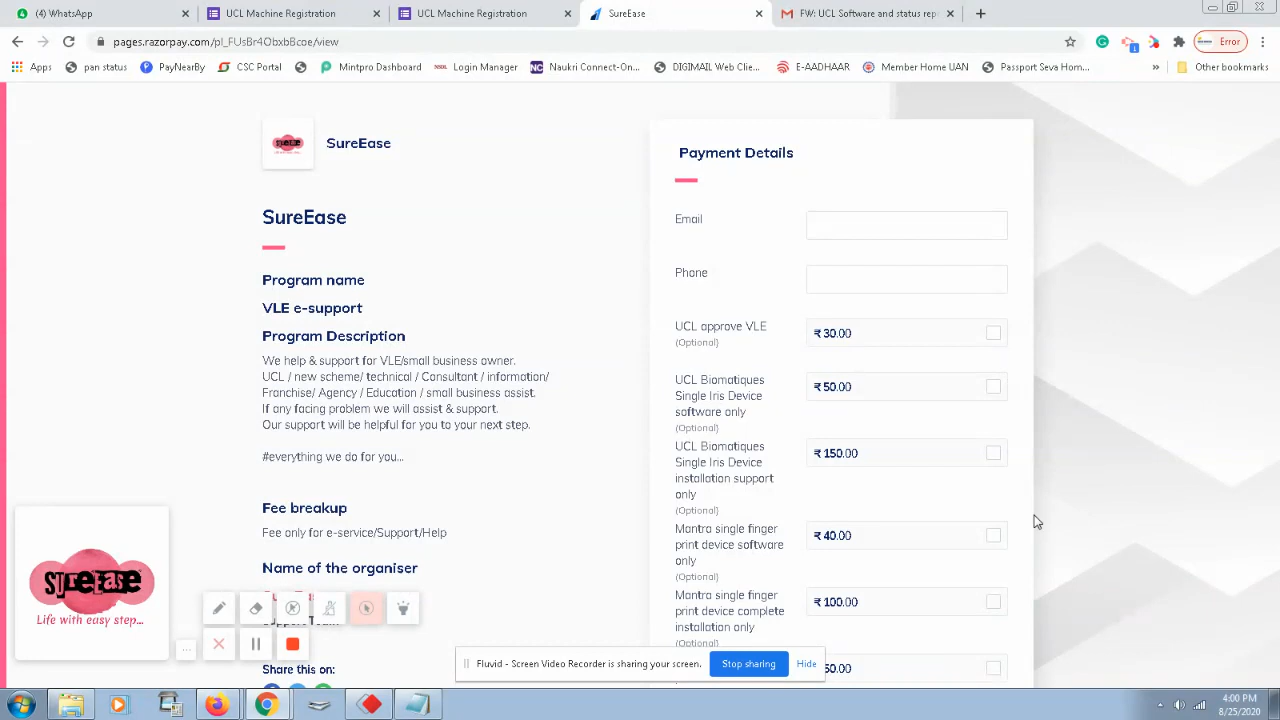 4) WhatsApp
UCL Machine Registration
UCL Machine Registration
SureEase
FW: UCL Software and status rep
pages.razorpay.com/pl_FUsBr4ObxbBcoe/view
Error
Apps
pan status
PayNearBy
CSC Portal
Mintpro Dashboard
NSDL
Login Manager
NC
Naukri Connect-On...
DIGIMAIL Web Clie...
E-AADHAAR
Member Home UAN
Passport Seva Hom...
»
Other bookmarks
SureEase
SureEase
SureEase
Program name
VLE e-support
Program Description
We help & support for VLE/small business owner.
UCL / new scheme/ technical / Consultant / information/
Franchise/ Agency / Education / small business assist.
If any facing problem we will assist & support.
Our support will be helpful for you to your next step.
#everything we do for you...
Fee breakup
Fee only for e-service/Support/Help
Name of the organiser
Support Team
Share this on:
Payment Details
Email
Phone
UCL approve VLE
(Optional)
₹ 30.00
UCL Biomatiques
Single Iris Device
software only
(Optional)
₹ 50.00
UCL Biomatiques
Single Iris Device
installation support
only
(Optional)
₹ 150.00
Mantra single finger
print device software
only
(Optional)
₹ 40.00
Mantra single finger
print device complete
installation only
(Optional)
₹ 100.00
50.00
SureEase
Life with easy step...
...
Fluvid - Screen Video Recorder is sharing your screen.
Stop sharing
Hide
4:00 PM
8/25/2020